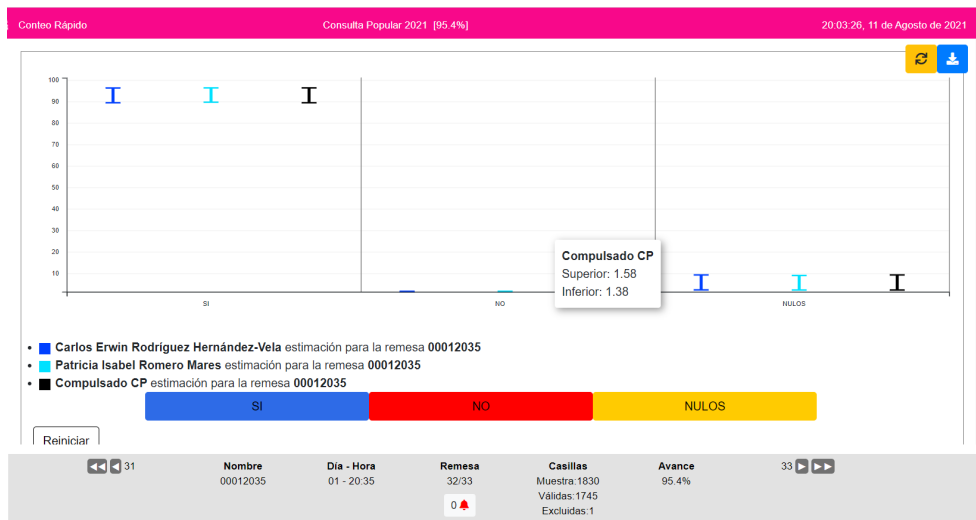 Conteo Rápido
Consulta Popular 2021 [95.4%]
20:03:26, 11 de Agosto de 2021
100
90
80
70
60
50
40
30
20
10
SI
NO
NULOS
Compulsado CP
Superior: 1.58
Inferior: 1.38
Carlos Erwin Rodríguez Hernández-Vela estimación para la remesa 00012035
Patricia Isabel Romero Mares estimación para la remesa 00012035
Compulsado CP estimación para la remesa 00012035
SI
NO
NULOS
Reiniciar
31
Nombre
00012035
Día - Hora
01 - 20:35
Remesa
32/33
0
Casillas
Muestra:1830
Válidas:1745
Excluidas:1
Avance
95.4%
33